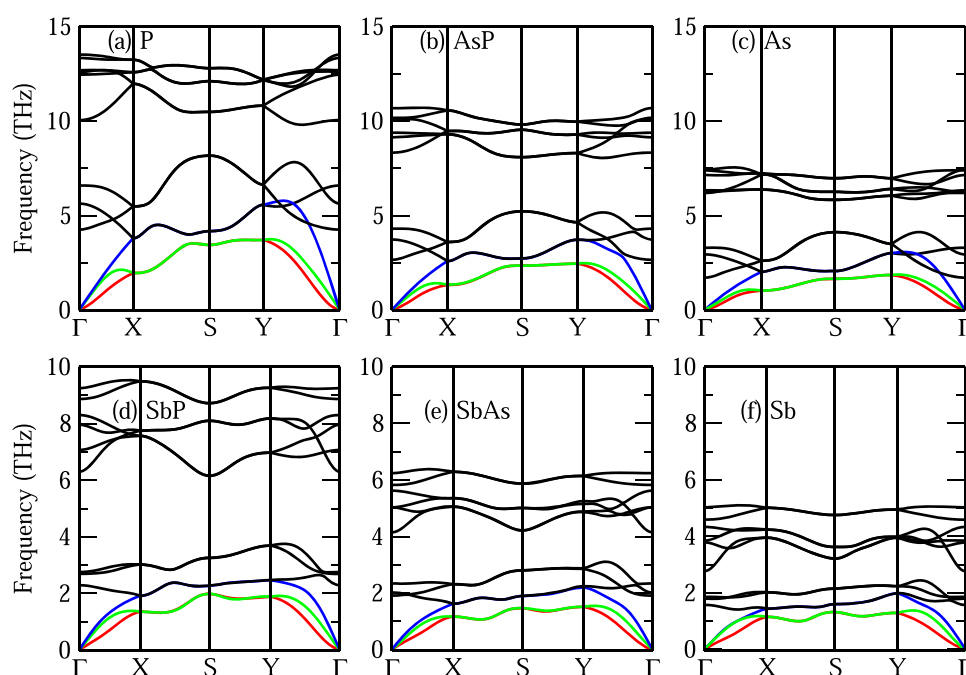 15 15 15
(a) P (b) AsP (c) As
10 10 10
5 5 5
0 0 0
Frequency (THz)
Γ X S Y Γ Γ X S Y Γ Γ X S Y Γ
10 10 10
8 8 8
(d) SbP (e) SbAs (f) Sb
6 6 6
4 4 4
2 2 2
0 0 0
Frequency (THz)
Γ X S Y Γ Γ X S Y Γ Γ X S Y Γ